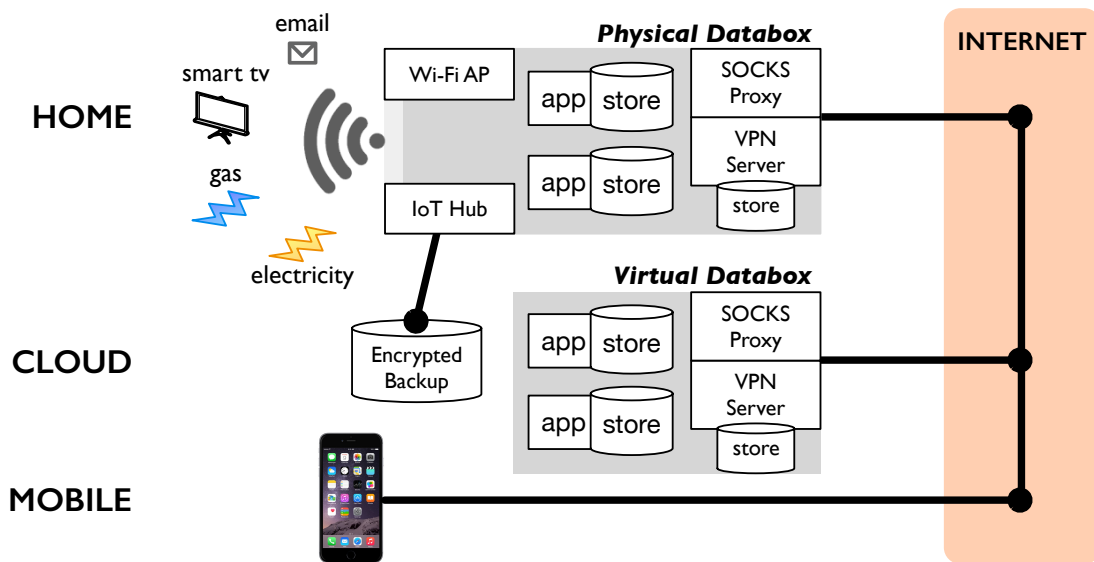 email
Physical Databox
INTERNET
smart tv
Wi-Fi AP
app
store
SOCKS
Proxy
HOME
VPN
Server
gas
app
store
IoT Hub
store
electricity
Virtual Databox
SOCKS
Proxy
app
store
CLOUD
Encrypted
Backup
VPN
Server
app
store
store
MOBILE